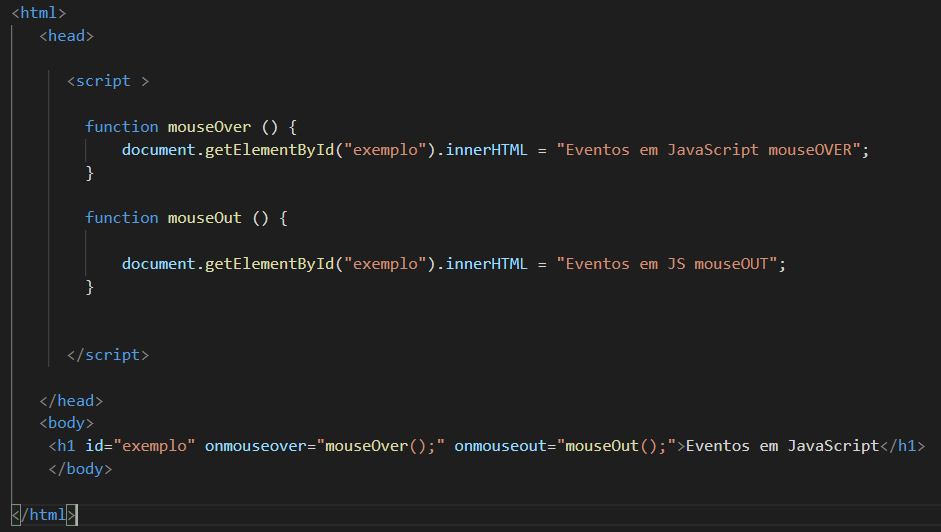 <html>
<head>
<script >
function mouseOver () {
document.getElementById("exemplo").innerHTML = "Eventos em JavaScript mouseOVER";
}
function mouseOut () {
document.getElementById("exemplo").innerHTML = "Eventos em JS mouseOUT";
}
</script>
</head>
<body>
<h1 id="exemplo" onmouseover="mouseOver();" onmouseout="mouseOut();">Eventos em JavaScript</h1>
</body>
</html>